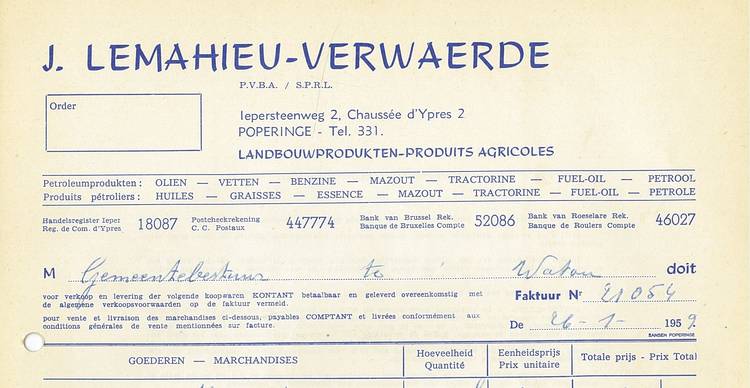 J. LEMAHIEU-VERWAERDE
P.V.B.A. / S.P.R.L.
Order
Iepersteenweg 2, Chaussée d'Ypres 2
POPERINGE - Tel. 331.
LANDBOUWPRODUKTEN-PRODUITS AGRICOLES
Petroleumprodukten: OLIEN — VETTEN — BENZINE — MAZOUT — TRACTORINE — FUEL-OIL — PETROOL
Produits pétroliers: HUILES — GRAISSES — ESSENCE — MAZOUT — TRACTORINE — FUEL-OIL — PETROLE
Handelsregister Ieper 18087 Postcheekrekening 447774 Bank van Brussel Rek. 52086 Bank van Roeselare Rek. 46027
Reg. de Com. d'Ypres C. C. Postaux Banque de Bruxelles Compte Banque de Roulers Compte
M Gemeentebestuur te Watou doit
voor verkoop en levering der volgende koopwaren KONTANT betaalbaar en geleverd overeenkomstig met
de algemene verkoopsvoorwaarden op de faktuur vermeld.
Faktuur Nr 21054
pour vente et livraison des marchandises ci-dessous, payables COMPTANT et livrées conformément aux
conditions générales de vente mentionnées sur facture.
De 26-1- 1959.
SANSEN POPERINGE
GOEDEREN — MARCHANDISES Hoeveelheid Eenheidsprijs Totale prijs - Prix Total
Quantité Prix unitaire